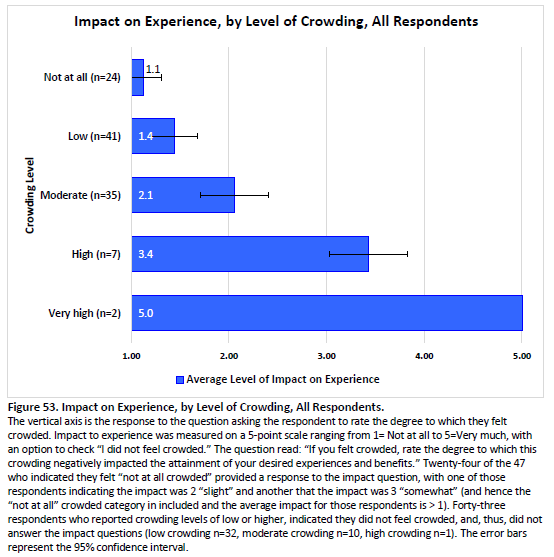 Impact on Experience, by Level of Crowding, All Respondents
Crowding Level
Not at all (n=24)
1.1
Low (n=41)
1.4
Moderate (n=35)
2.1
High (n=7)
3.4
Very high (n=2)
5.0
1.00 2.00 3.00 4.00 5.00
Average Level of Impact on Experience
Figure 53. Impact on Experience, by Level of Crowding, All Respondents.
The vertical axis is the response to the question asking the respondent to rate the degree to which they felt
crowded. Impact to experience was measured on a 5-point scale ranging from 1= Not at all to 5=Very much, with
an option to check “I did not feel crowded.” The question read: “If you felt crowded, rate the degree to which this
crowding negatively impacted the attainment of your desired experiences and benefits.” Twenty-four of the 47
who indicated they felt “not at all crowded” provided a response to the impact question, with one of those
respondents indicating the impact was 2 “slight” and another that the impact was 3 “somewhat” (and hence the
“not at all” crowded category in included and the average impact for those respondents is > 1). Forty-three
respondents who reported crowding levels of low or higher, indicated they did not feel crowded, and, thus, did not
answer the impact questions (low crowding n=32, moderate crowding n=10, high crowding n=1). The error bars
represent the 95% confidence interval.